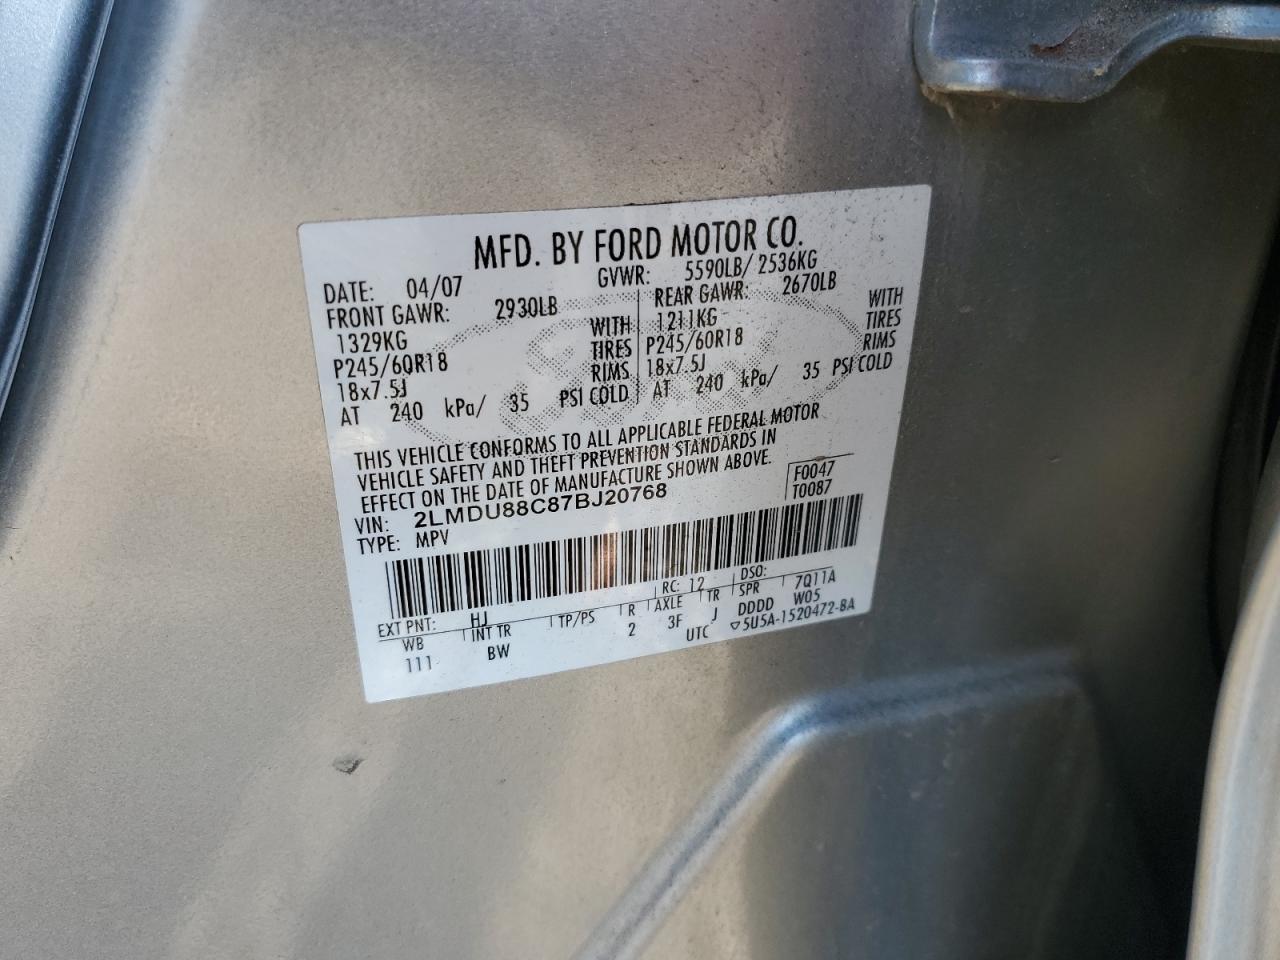 MFD. BY FORD MOTOR CO.
DATE: 04/07 GVWR: 5590LB/ 2536KG
FRONT GAWR: 2930LB REAR GAWR: 2670LB
1329KG WITH 1211KG WITH
P245/60R18 TIRES P245/60R18 TIRES
18x7.5J RIMS 18x7.5J RIMS
AT 240 kPa/ 35 PSI COLD AT 240 kPa/ 35 PSI COLD
THIS VEHICLE CONFORMS TO ALL APPLICABLE FEDERAL MOTOR
VEHICLE SAFETY AND THEFT PREVENTION STANDARDS IN
EFFECT ON THE DATE OF MANUFACTURE SHOWN ABOVE.
F0047
VIN: 2LMDU88C87BJ20768 T0087
TYPE: MPV
EXT PNT: HJ RC: 12 DSO:
WB INT TR TP/PS R AXLE TR SPR 7Q11A
111 BW 2 3F J DDDD W05
UTC ▽5U5A-1520472-BA